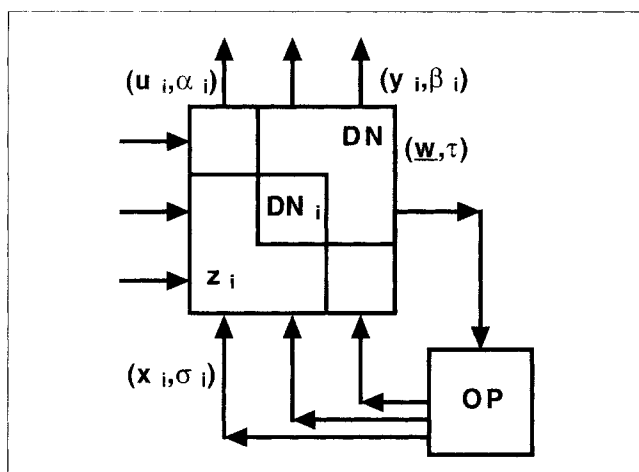 (u i,α i) (y i,β i)
DN (w,τ)
DN i
z i
(x i,σ i)
OP